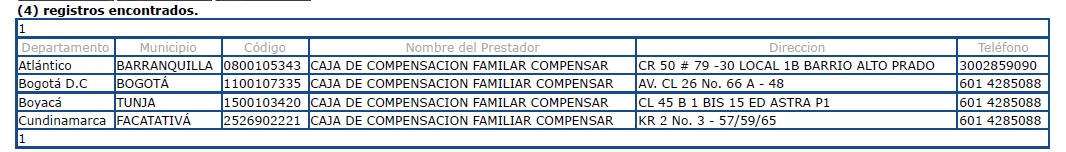 (4) registros encontrados.
1
Departamento Municipio Código Nombre del Prestador Direccion Teléfono
Atlántico BARRANQUILLA 0800105343 CAJA DE COMPENSACION FAMILAR COMPENSAR CR 50 # 79 -30 LOCAL 1B BARRIO ALTO PRADO 3002859090
Bogotá D.C BOGOTÁ 1100107335 CAJA DE COMPENSACION FAMILIAR COMPENSAR AV. CL 26 No. 66 A - 48 601 4285088
Boyacá TUNJA 1500103420 CAJA DE COMPENSACION FAMILAR COMPENSAR CL 45 B 1 BIS 15 ED ASTRA P1 601 4285088
Cundinamarca FACATATIVÁ 2526902221 CAJA DE COMPENSACION FAMILIAR COMPENSAR KR 2 No. 3 - 57/59/65 601 4285088
1